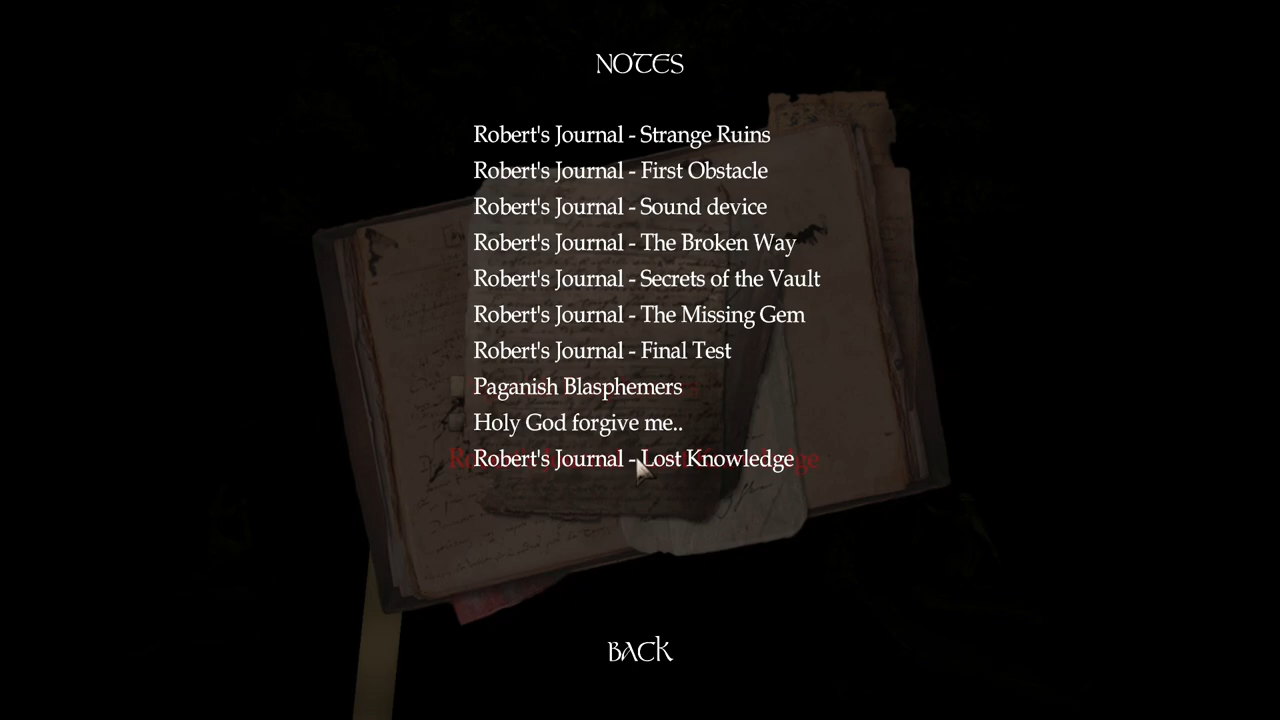 NOTES
Robert's Journal - Strange Ruins
Robert's Journal - First Obstacle
Robert's Journal - Sound device
Robert's Journal - The Broken Way
Robert's Journal - Secrets of the Vault
Robert's Journal - The Missing Gem
Robert's Journal - Final Test
Paganish Blasphemers
Holy God forgive me..
Robert's Journal - Lost Knowledge
BACK